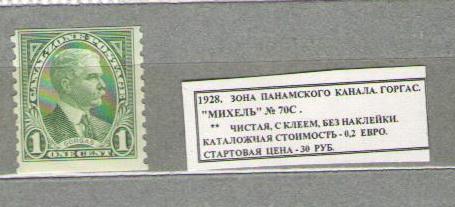 CANAL ZONE POSTAGE
GORGAS
1 1
ONE CENT
1928. ЗОНА ПАНАМСКОГО КАНАЛА. ГОРГАС.
"МИХЕЛЬ" № 70С .
** ЧИСТАЯ, С КЛЕЕМ, БЕЗ НАКЛЕЙКИ.
КАТАЛОЖНАЯ СТОИМОСТЬ - 0,2 ЕВРО.
СТАРТОВАЯ ЦЕНА - 30 РУБ.